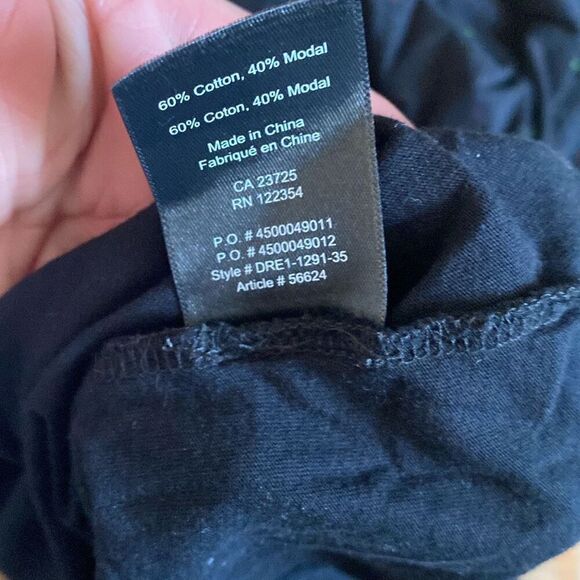 60% Cotton, 40% Modal
60% Coton, 40% Modal
Made in China
Fabriqué en Chine
CA 23725
RN 122354
P.O. # 4500049011
P.O. # 4500049012
Style # DRE1-1291-35
Article # 56624